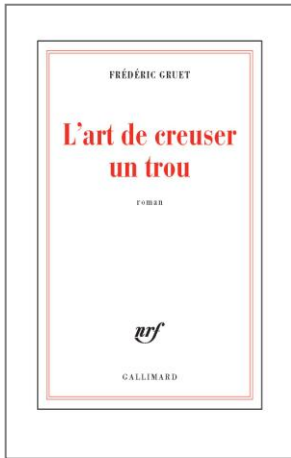 FRÉDÉRIC GRUET
L'art de creuser
un trou
roman
nrf
GALLIMARD